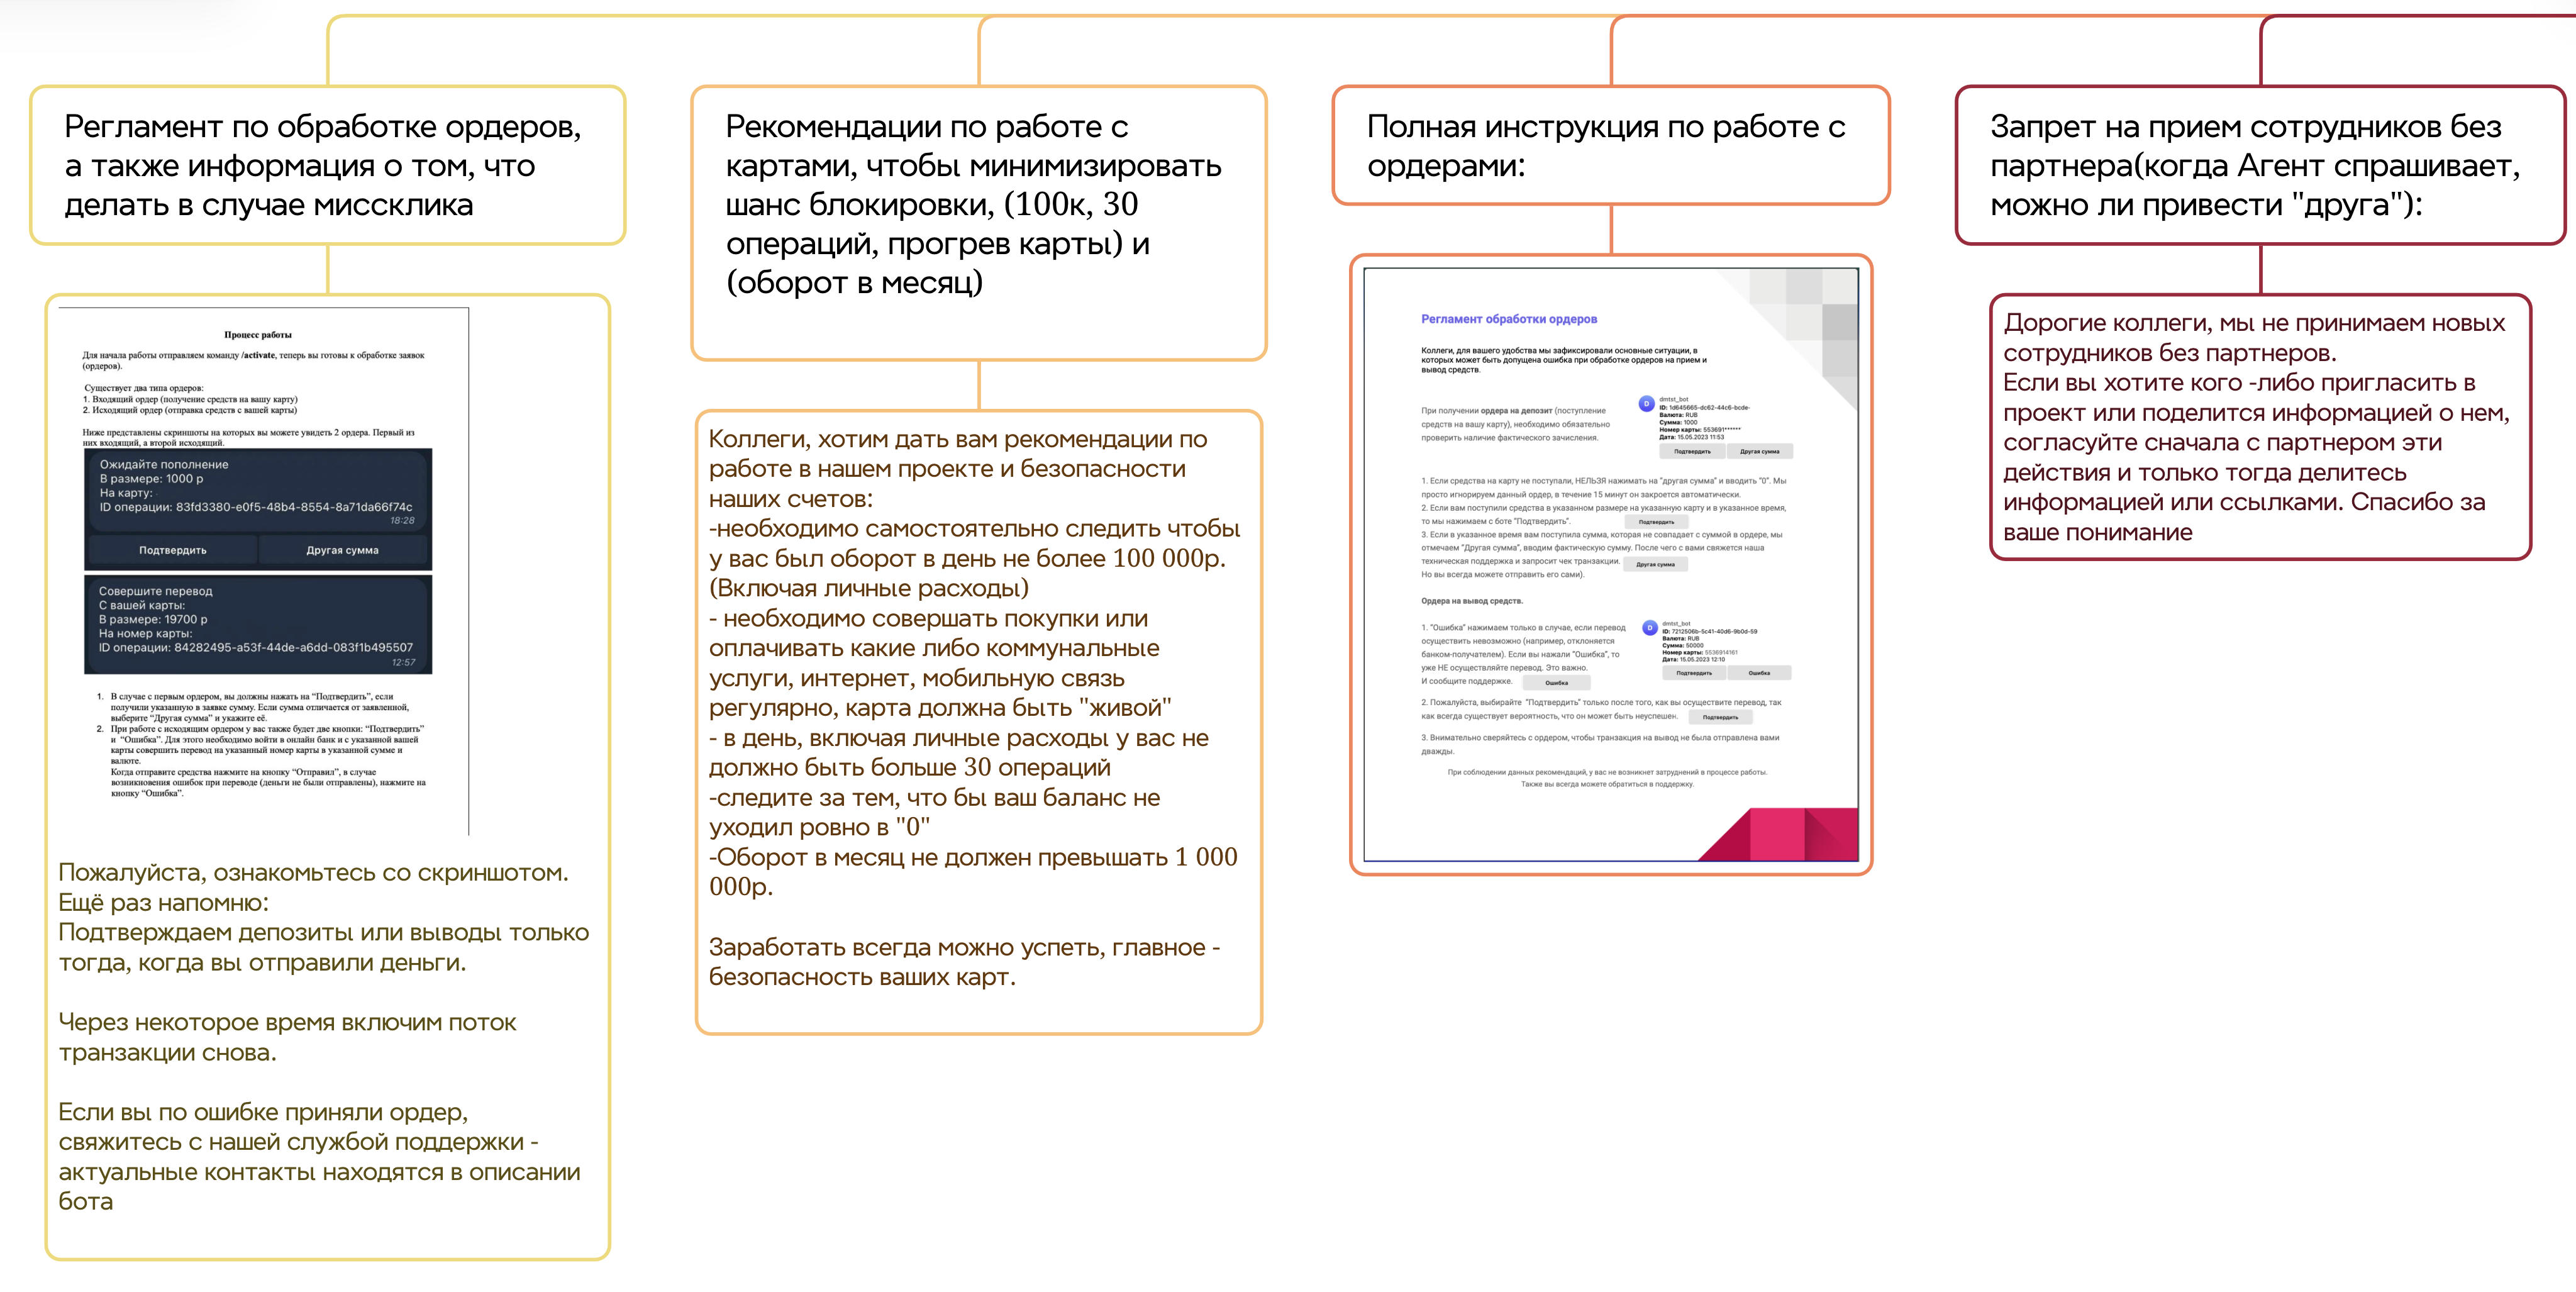 Регламент по обработке ордеров,
а также информация о том, что
делать в случае миссклика
Процесс работы
Для начала работы отправляем команду /activate, теперь вы готовы к обработке заявок
(ордеров).
Существует два типа ордеров:
1. Входящий ордер (получение средств на вашу карту)
2. Исходящий ордер (отправка средств с вашей карты)
Ниже представлены скриншоты на которых вы можете увидеть 2 ордера. Первый из
них входящий, а второй исходящий.
Ожидайте пополнение
В размере: 1000 р
На карту:
ID операции: 83fd3380-e0f5-48b4-8554-8a71da66f74c
18:28
Подтвердить
Другая сумма
Совершите перевод
С вашей карты:
В размере: 19700 р
На номер карты:
ID операции: 84282495-a53f-44de-a6dd-083f1b495507
12:57
1. В случае с первым ордером, вы должны нажать на “Подтвердить”, если
получили указанную в заявке сумму. Если сумма отличается от заявленной,
выберите “Другая сумма” и укажите её.
2. При работе с исходящим ордером у вас также будет две кнопки: “Подтвердить”
и “Ошибка”. Для этого необходимо войти в онлайн банк и с указанной вашей
карты совершить перевод на указанный номер карты в указанной сумме и
валюте.
Когда отправите средства нажмите на кнопку “Отправил”, в случае
возникновения ошибок при переводе (деньги не были отправлены), нажмите на
кнопку “Ошибка”.
Пожалуйста, ознакомьтесь со скриншотом.
Ещё раз напомню:
Подтверждаем депозиты или выводы только
тогда, когда вы отправили деньги.
Через некоторое время включим поток
транзакции снова.
Если вы по ошибке приняли ордер,
свяжитесь с нашей службой поддержки -
актуальные контакты находятся в описании
бота
Рекомендации по работе с
картами, чтобы минимизировать
шанс блокировки, (100к, 30
операций, прогрев карты) и
(оборот в месяц)
Коллеги, хотим дать вам рекомендации по
работе в нашем проекте и безопасности
наших счетов:
-необходимо самостоятельно следить чтобы
у вас был оборот в день не более 100 000р.
(Включая личные расходы)
- необходимо совершать покупки или
оплачивать какие либо коммунальные
услуги, интернет, мобильную связь
регулярно, карта должна быть "живой"
- в день, включая личные расходы у вас не
должно быть больше 30 операций
-следите за тем, что бы ваш баланс не
уходил ровно в "0"
-Оборот в месяц не должен превышать 1 000
000р.
Заработать всегда можно успеть, главное -
безопасность ваших карт.
Полная инструкция по работе с
ордерами:
Регламент обработки ордеров
Коллеги, для вашего удобства мы зафиксировали основные ситуации, в
которых может быть допущена ошибка при обработке ордеров на прием и
вывод средств.
При получении ордера на депозит (поступление
средств на вашу карту), необходимо обязательно
проверить наличие фактического зачисления.
D
dmtst_bot
ID: 1d645665-dc62-44c6-bcde-
Валюта: RUB
Сумма: 1000
Номер карты: 553691******
Дата: 15.05.2023 11:53
Подтвердить
Другая сумма
1. Если средства на карту не поступали, НЕЛЬЗЯ нажимать на “другая сумма” и вводить “0”. Мы
просто игнорируем данный ордер, в течение 15 минут он закроется автоматически.
2. Если вам поступили средства в указанном размере на указанную карту и в указанное время,
то мы нажимаем с боте “Подтвердить”.
Подтвердить
3. Если в указанное время вам поступила сумма, которая не совпадает с суммой в ордере, мы
отмечаем “Другая сумма”, вводим фактическую сумму. После чего с вами свяжется наша
техническая поддержка и запросит чек транзакции.
Другая сумма
Но вы всегда можете отправить его сами).
Ордера на вывод средств.
1. “Ошибка” нажимаем только в случае, если перевод
осуществить невозможно (например, отклоняется
банком-получателем). Если вы нажали “Ошибка”, то
уже НЕ осуществляйте перевод. Это важно.
И сообщите поддержке.
Ошибка
D
dmtst_bot
ID: 7212506b-5c41-40d6-9b0d-59
Валюта: RUB
Сумма: 50000
Номер карты: 5536914161
Дата: 15.05.2023 12:10
Подтвердить
Ошибка
2. Пожалуйста, выбирайте “Подтвердить” только после того, как вы осуществите перевод, так
как всегда существует вероятность, что он может быть неуспешен.
Подтвердить
3. Внимательно сверяйтесь с ордером, чтобы транзакция на вывод не была отправлена вами
дважды.
При соблюдении данных рекомендаций, у вас не возникнет затруднений в процессе работы.
Также вы всегда можете обратиться в поддержку.
Запрет на прием сотрудников без
партнера(когда Агент спрашивает,
можно ли привести "друга"):
Дорогие коллеги, мы не принимаем новых
сотрудников без партнеров.
Если вы хотите кого -либо пригласить в
проект или поделится информацией о нем,
согласуйте сначала с партнером эти
действия и только тогда делитесь
информацией или ссылками. Спасибо за
ваше понимание